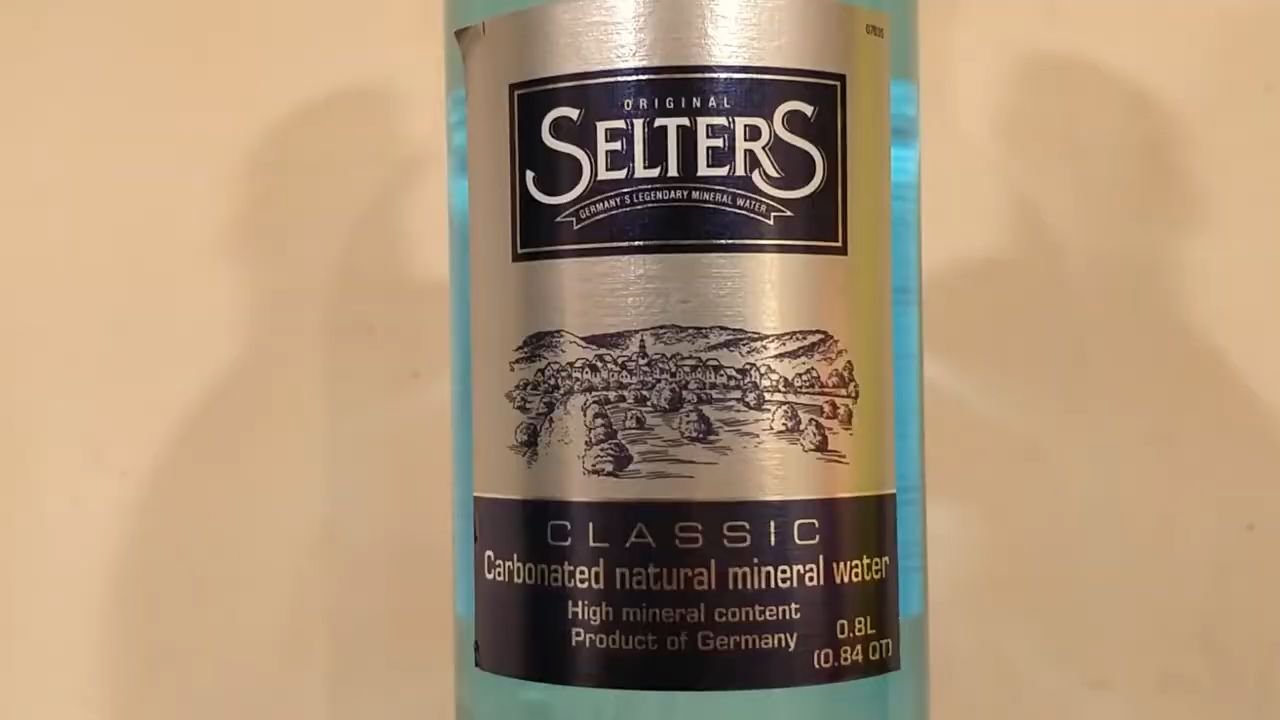 ORIGINAL
SELTERS
GERMANY'S LEGENDARY MINERAL WATER
CLASSIC
Carbonated natural mineral water
High mineral content
Product of Germany
0.8L
(0.84 QT)